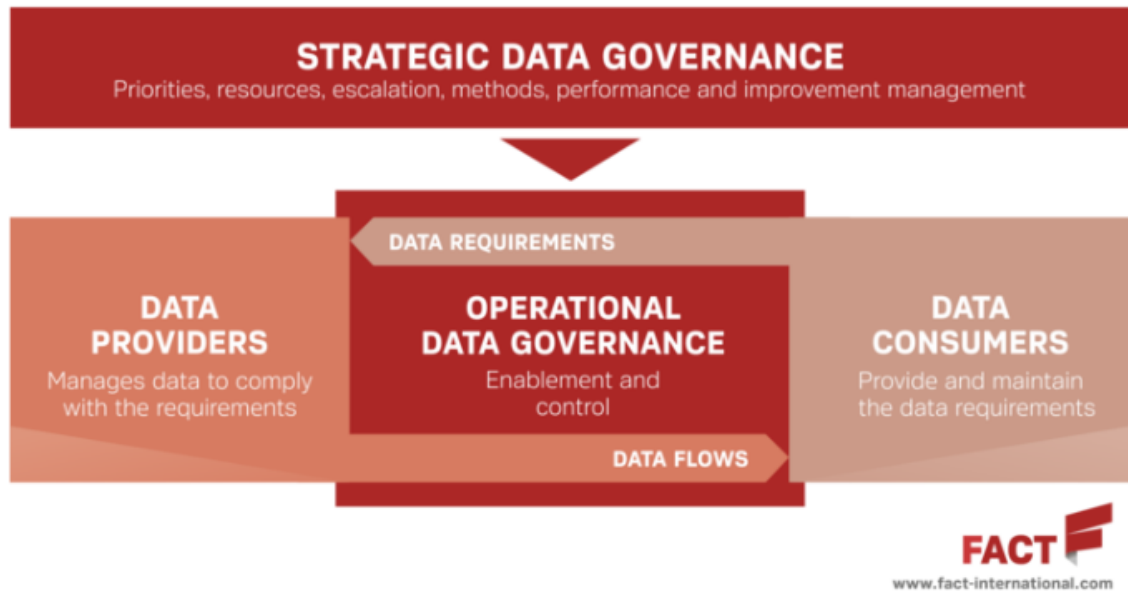 STRATEGIC DATA GOVERNANCE
Priorities, resources, escalation, methods, performance and improvement management
DATA REQUIREMENTS
DATA
PROVIDERS
Manages data to comply
with the requirements
OPERATIONAL
DATA GOVERNANCE
Enablement and
control
DATA
CONSUMERS
Provide and maintain
the data requirements
DATA FLOWS
FACT
www.fact-international.com